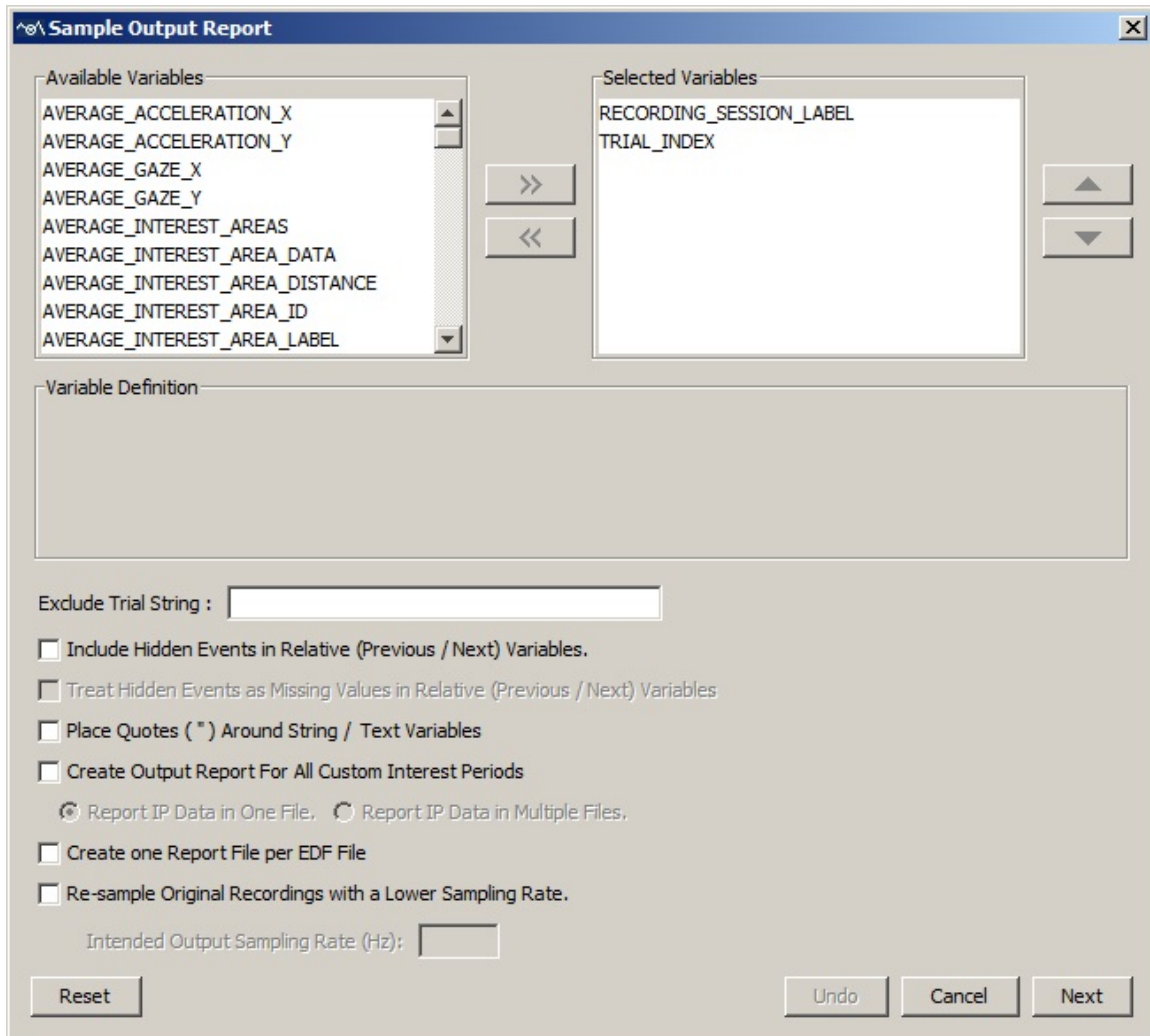 Sample Output Report
Available Variables
AVERAGE_ACCELERATION_X
AVERAGE_ACCELERATION_Y
AVERAGE_GAZE_X
AVERAGE_GAZE_Y
AVERAGE_INTEREST_AREAS
AVERAGE_INTEREST_AREA_DATA
AVERAGE_INTEREST_AREA_DISTANCE
AVERAGE_INTEREST_AREA_ID
AVERAGE_INTEREST_AREA_LABEL
>>
<<
Selected Variables
RECORDING_SESSION_LABEL
TRIAL_INDEX
Variable Definition
Exclude Trial String :
Include Hidden Events in Relative (Previous / Next) Variables.
Treat Hidden Events as Missing Values in Relative (Previous / Next) Variables
Place Quotes ( " ) Around String / Text Variables
Create Output Report For All Custom Interest Periods
Report IP Data in One File. Report IP Data in Multiple Files.
Create one Report File per EDF File
Re-sample Original Recordings with a Lower Sampling Rate.
Intended Output Sampling Rate (Hz):
Reset Undo Cancel Next